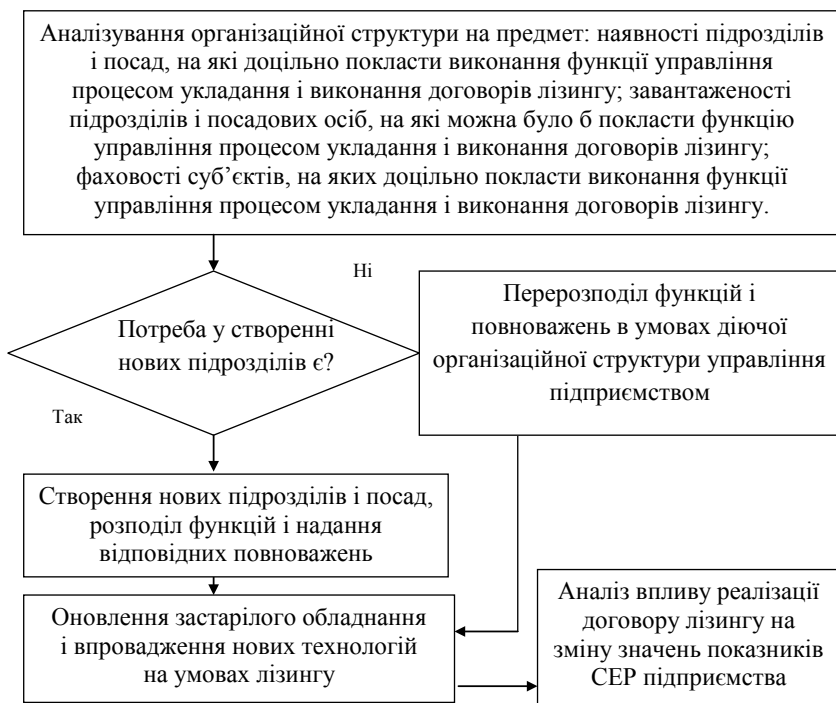 Аналізування організаційної структури на предмет: наявності підрозділів
і посад, на які доцільно покласти виконання функції управління
процесом укладання і виконання договорів лізингу; завантаженості
підрозділів і посадових осіб, на які можна було б покласти функцію
управління процесом укладання і виконання договорів лізингу;
фаховості суб’єктів, на яких доцільно покласти виконання функції
управління процесом укладання і виконання договорів лізингу.
Ні
Потреба у створенні
нових підрозділів є?
Перерозподіл функцій і
повноважень в умовах діючої
організаційної структури управління
підприємством
Так
Створення нових підрозділів і посад,
розподіл функцій і надання
відповідних повноважень
Оновлення застарілого обладнання
і впровадження нових технологій
на умовах лізингу
Аналіз впливу реалізації
договору лізингу на
зміну значень показників
СЕР підприємства